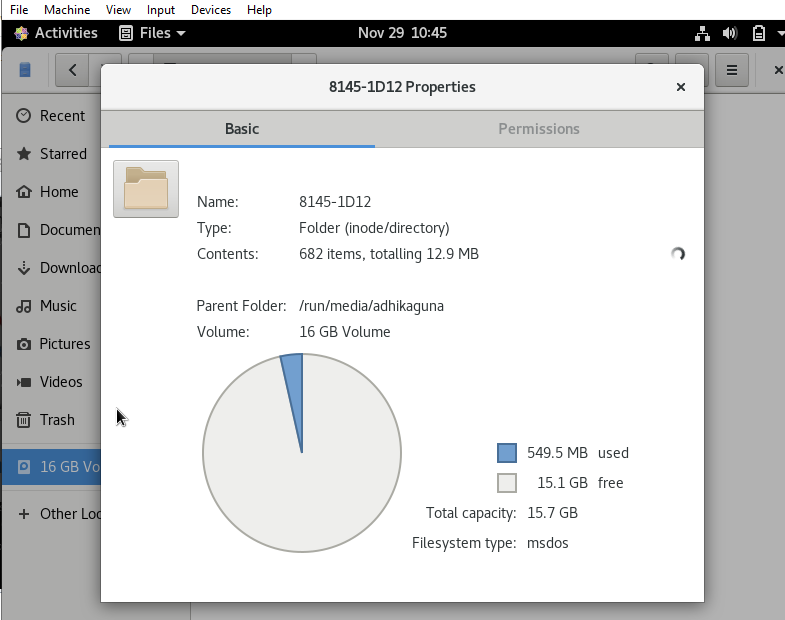 File Machine View Input Devices Help
Activities Files Nov 29 10:45
8145-1D12 Properties
Basic Permissions
Recent
Starred
Home
Documen
Downloac
Music
Pictures
Videos
Trash
16 GB Vo
Other Loc
Name: 8145-1D12
Type: Folder (inode/directory)
Contents: 682 items, totalling 12.9 MB
Parent Folder: /run/media/adhikaguna
Volume: 16 GB Volume
549.5 MB used
15.1 GB free
Total capacity: 15.7 GB
Filesystem type: msdos